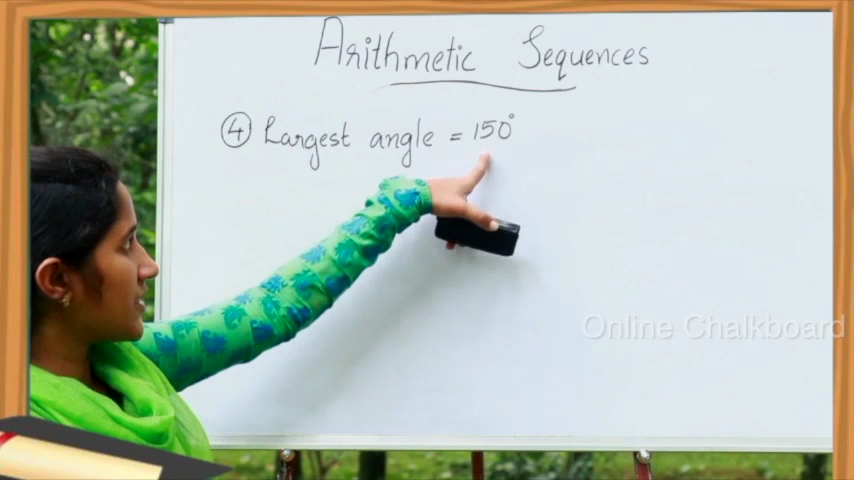 Arithmetic Sequences
④ Largest angle = 150°
Online Chalkboard